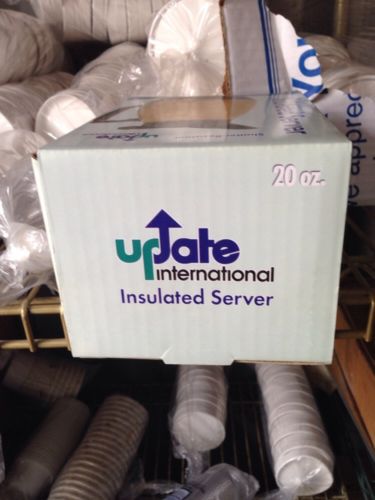 20 oz.
update
international
Insulated Server